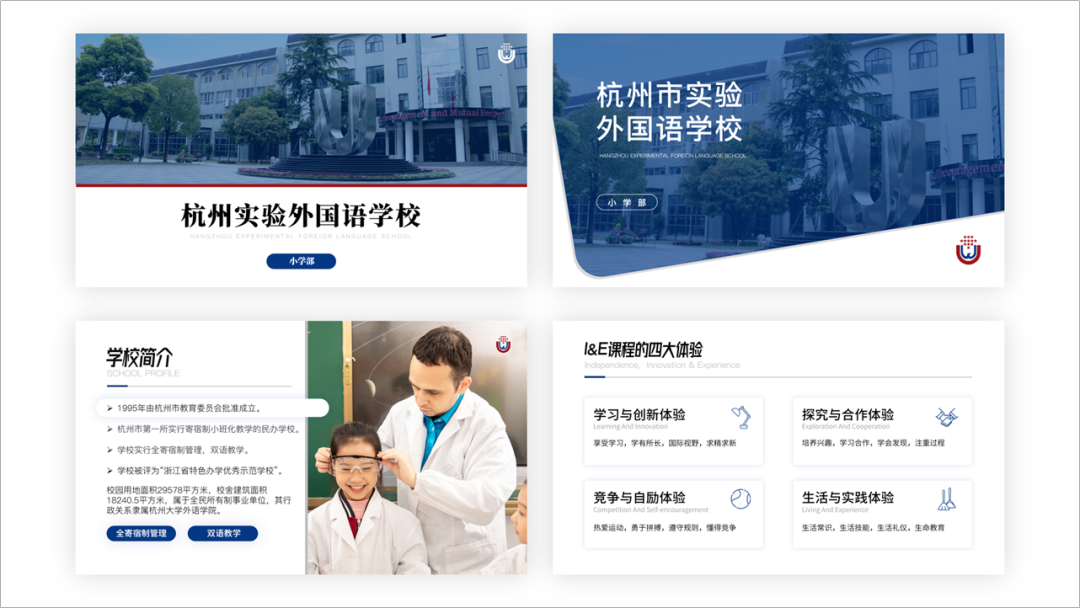 Encouragement and Mutual Respect
杭州实验外国语学校
HANGZHOU EXPERIMENTAL FOREIGN LANGUAGE SCHOOL
小学部
杭州市实验
外国语学校
HANGZHOU EXPERIMENTAL FOREIGN LANGUAGE SCHOOL
小 学 部
学校简介
SCHOOL PROFILE
➢ 1995年由杭州市教育委员会批准成立。
➢ 杭州市第一所实行寄宿制小班化教学的民办学校。
➢ 学校实行全寄宿制管理，双语教学。
➢ 学校被评为“浙江省特色办学优秀示范学校”。
校园用地面积29578平方米，校舍建筑面积
18240.5平方米，属于全民所有制事业单位，其行
政关系隶属杭州大学外语学院。
全寄宿制管理
双语教学
I&E课程的四大体验
Independence, Innovation & Experience
学习与创新体验
Learning And Innovation
享受学习，学有所长，国际视野，求精求新
探究与合作体验
Exploration And Cooperation
培养兴趣，学习合作，学会发现，注重过程
竞争与自励体验
Competition And Self-encouragement
热爱运动，勇于拼搏，遵守规则，懂得竞争
生活与实践体验
Living And Experience
生活常识，生活技能，生活礼仪，生命教育